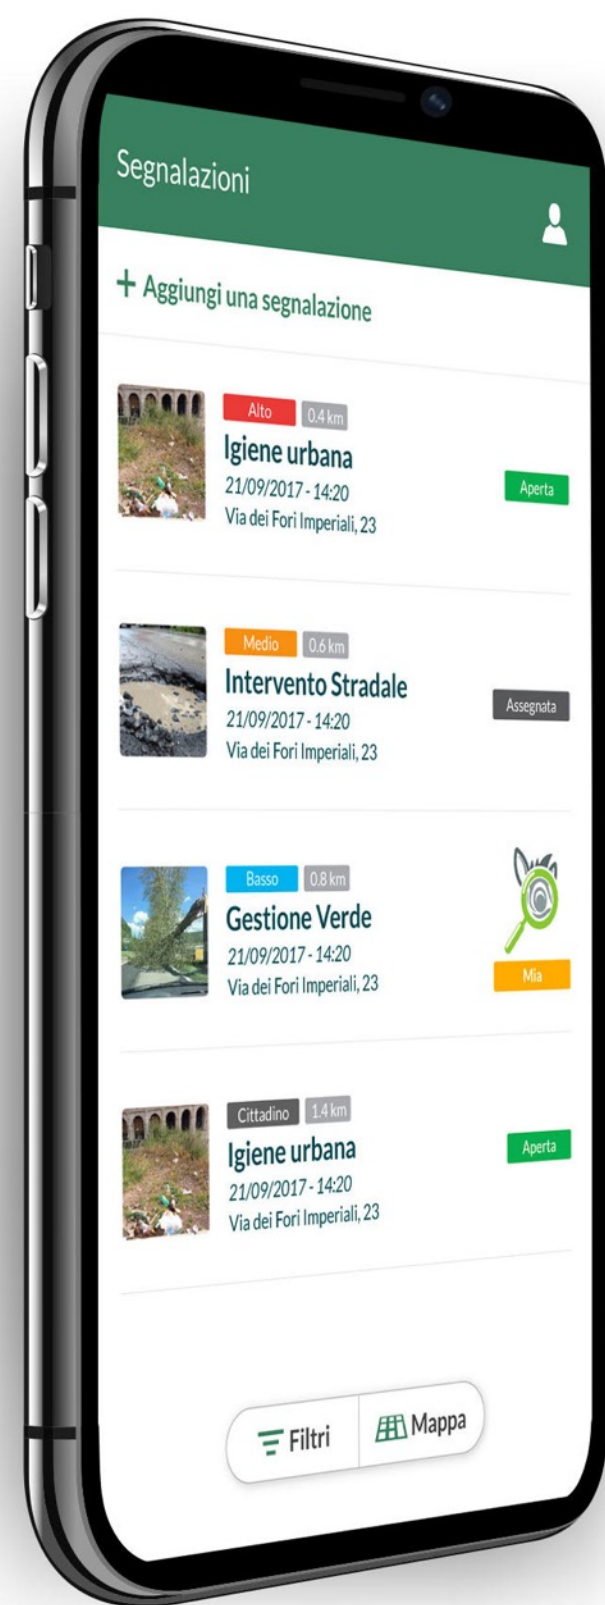 Segnalazioni
+ Aggiungi una segnalazione
Alto 0.4 km
Igiene urbana
21/09/2017 - 14:20
Via dei Fori Imperiali, 23
Aperta
Medio 0.6 km
Intervento Stradale
21/09/2017 - 14:20
Via dei Fori Imperiali, 23
Assegnata
Basso 0.8 km
Gestione Verde
21/09/2017 - 14:20
Via dei Fori Imperiali, 23
Mia
Cittadino 1.4 km
Igiene urbana
21/09/2017 - 14:20
Via dei Fori Imperiali, 23
Aperta
Filtri Mappa